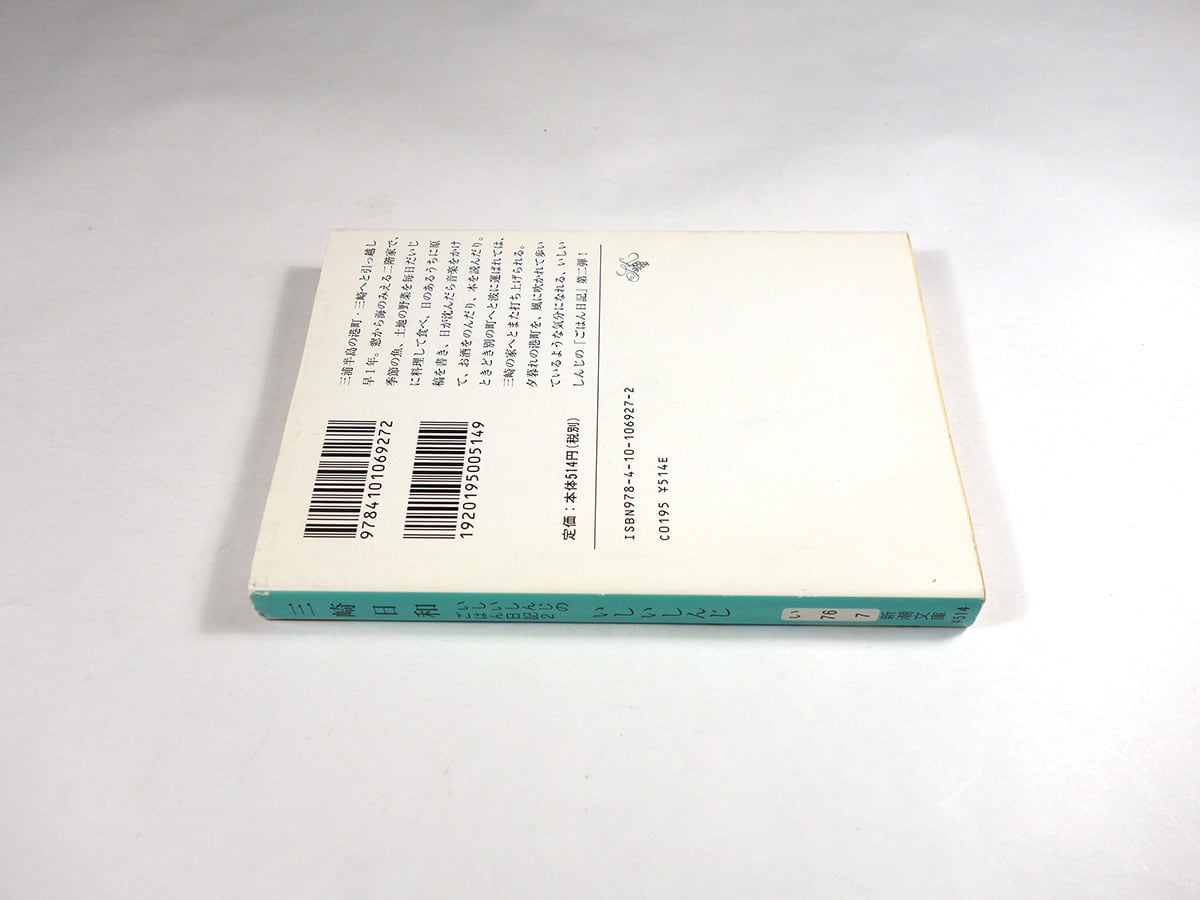 三浦半島の港町・三崎へと引っ越し
早1年。窓から海のみえる二階家で、
季節の魚、土地の野菜を毎日だいじ
に料理して食べ、日のあるうちに原
稿を書き、日が沈んだら音楽をかけ
て、お酒をのんだり、本を読んだり。
ときどき別の町へと波に運ばれては、
三崎の家へとまた打ち上げられる。
夕暮れの港町を、風に吹かれて歩い
ているような気分になれる、いしい
しんじの「ごはん日記」第二弾！
9784101069272
1920195005149
定価：本体514円(税別)
ISBN978-4-10-106927-2
C0195 ¥514E
三崎日和
いしいしんじの
ごはん日記2
いしいしんじ
い
76
7
新潮文庫
¥514